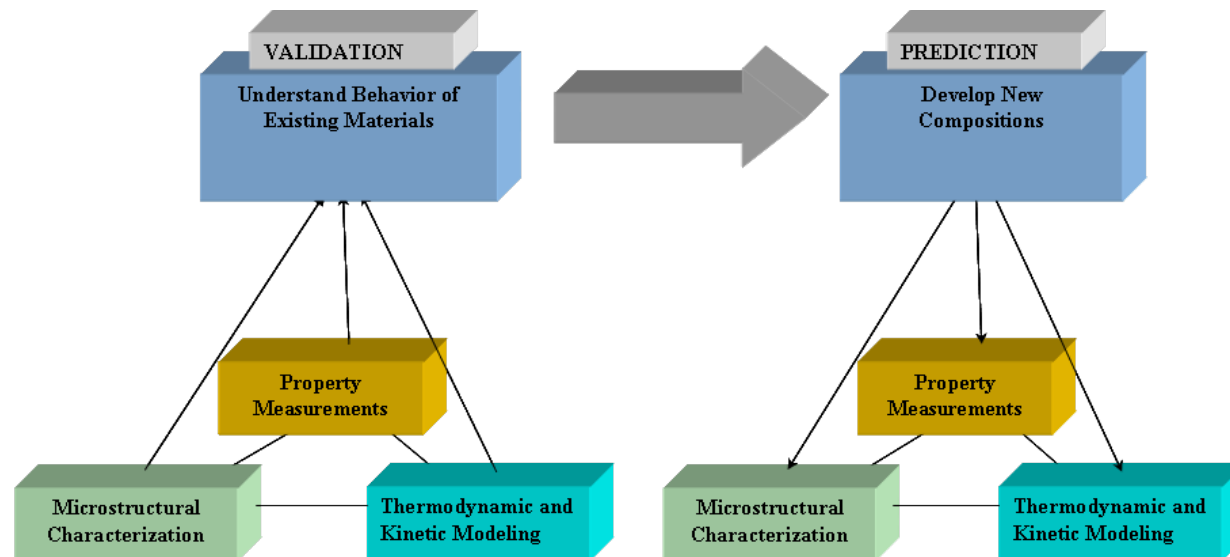 VALIDATION
Understand Behavior of
Existing Materials
Property
Measurements
Microstructural
Characterization
Thermodynamic and
Kinetic Modeling
PREDICTION
Develop New
Compositions
Property
Measurements
Microstructural
Characterization
Thermodynamic and
Kinetic Modeling